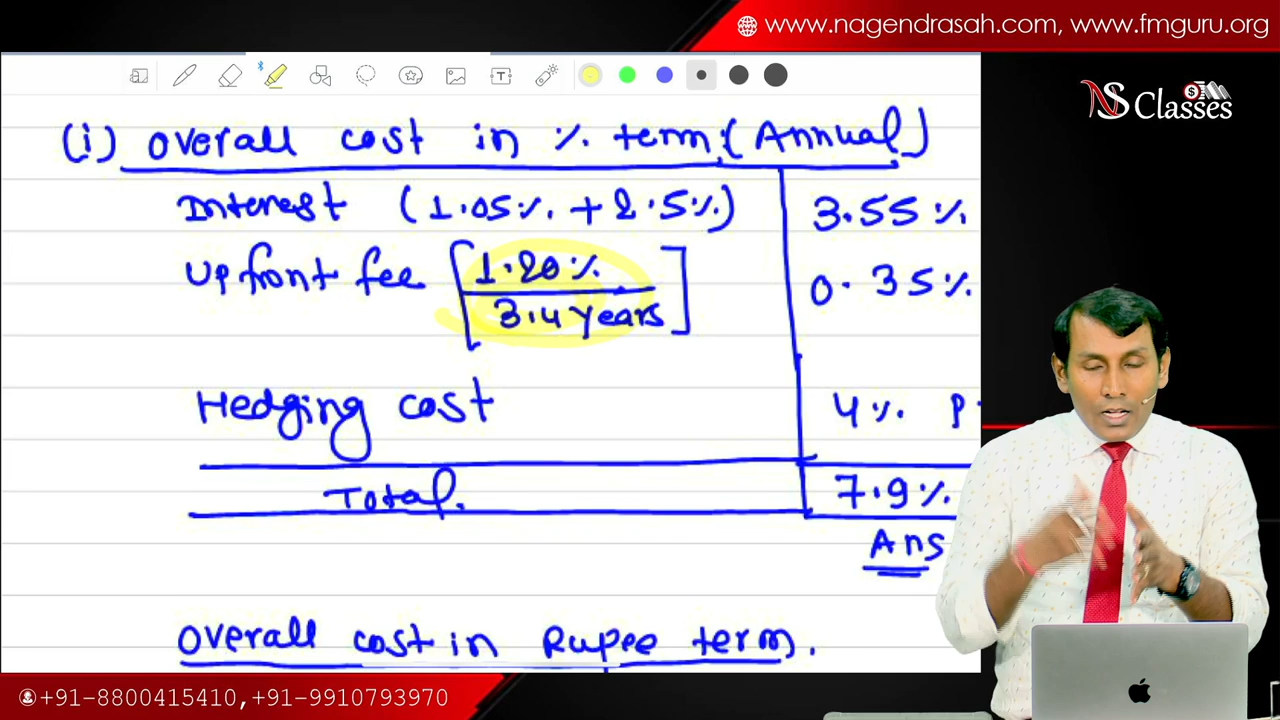 www.nagendrasah.com, www.fmguru.org
NS Classes
(i) overall cost in % term (Annual)
Interest (1.05% + 2.5%) 3.55%
Upfront fee [1.20% / 3.4 years] 0.35%
Hedging cost 4% P
Total. 7.9%
Ans
Overall cost in Rupee term.
+91-8800415410,+91-9910793970